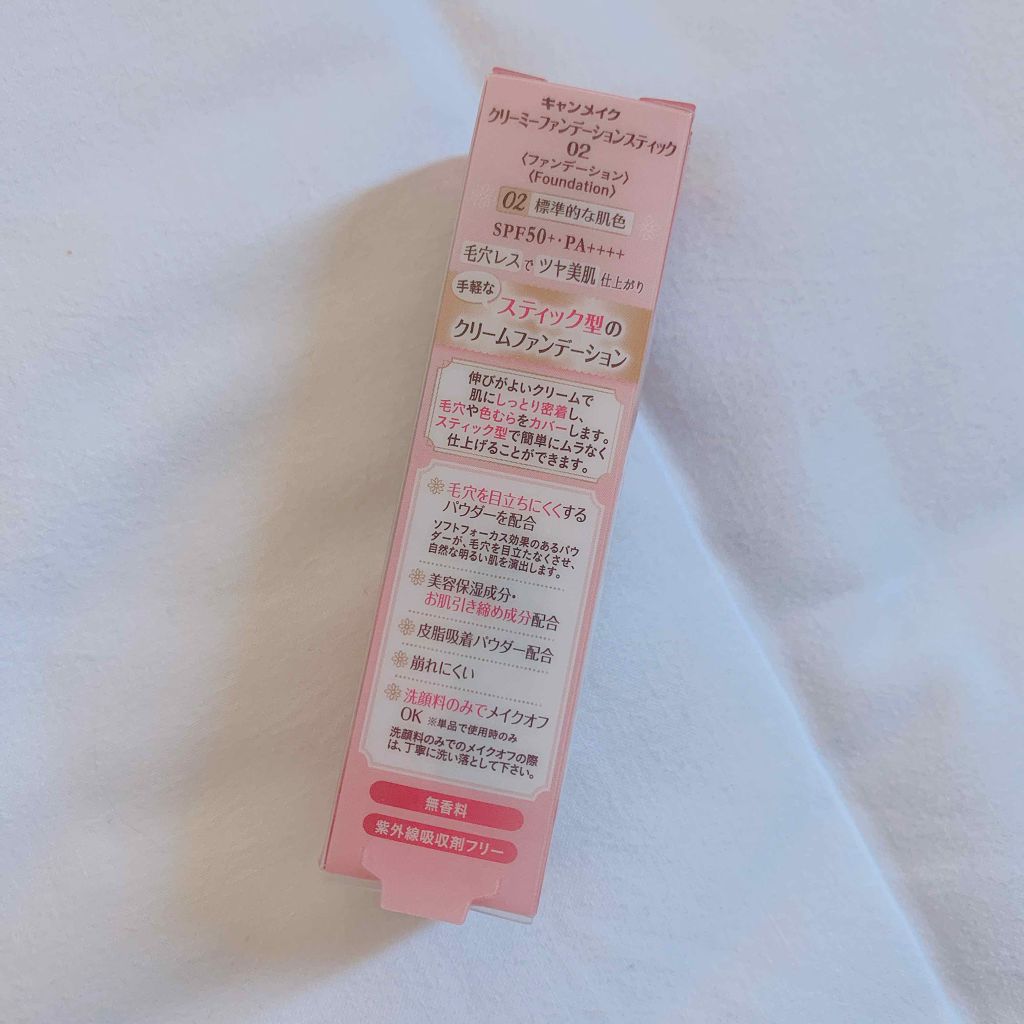 キャンメイク
クリーミーファンデーションスティック
02
〈ファンデーション〉
〈Foundation〉
02 標準的な肌色
SPF50+・PA++++
毛穴レスでツヤ美肌仕上がり
手軽な
スティック型の
クリームファンデーション
伸びがよいクリームで
肌にしっとり密着し、
毛穴や色むらをカバーします。
スティック型で簡単にムラなく
仕上げることができます。
毛穴を目立ちにくくする
パウダーを配合
ソフトフォーカス効果のあるパウ
ダーが、毛穴を目立たなくさせ、
自然な明るい肌を演出します。
美容保湿成分・
お肌引き締め成分配合
皮脂吸着パウダー配合
崩れにくい
洗顔料のみでメイクオフ
OK ※単品で使用時のみ
洗顔料のみでのメイクオフの際
は、丁寧に洗い落として下さい。
無香料
紫外線吸収剤フリー